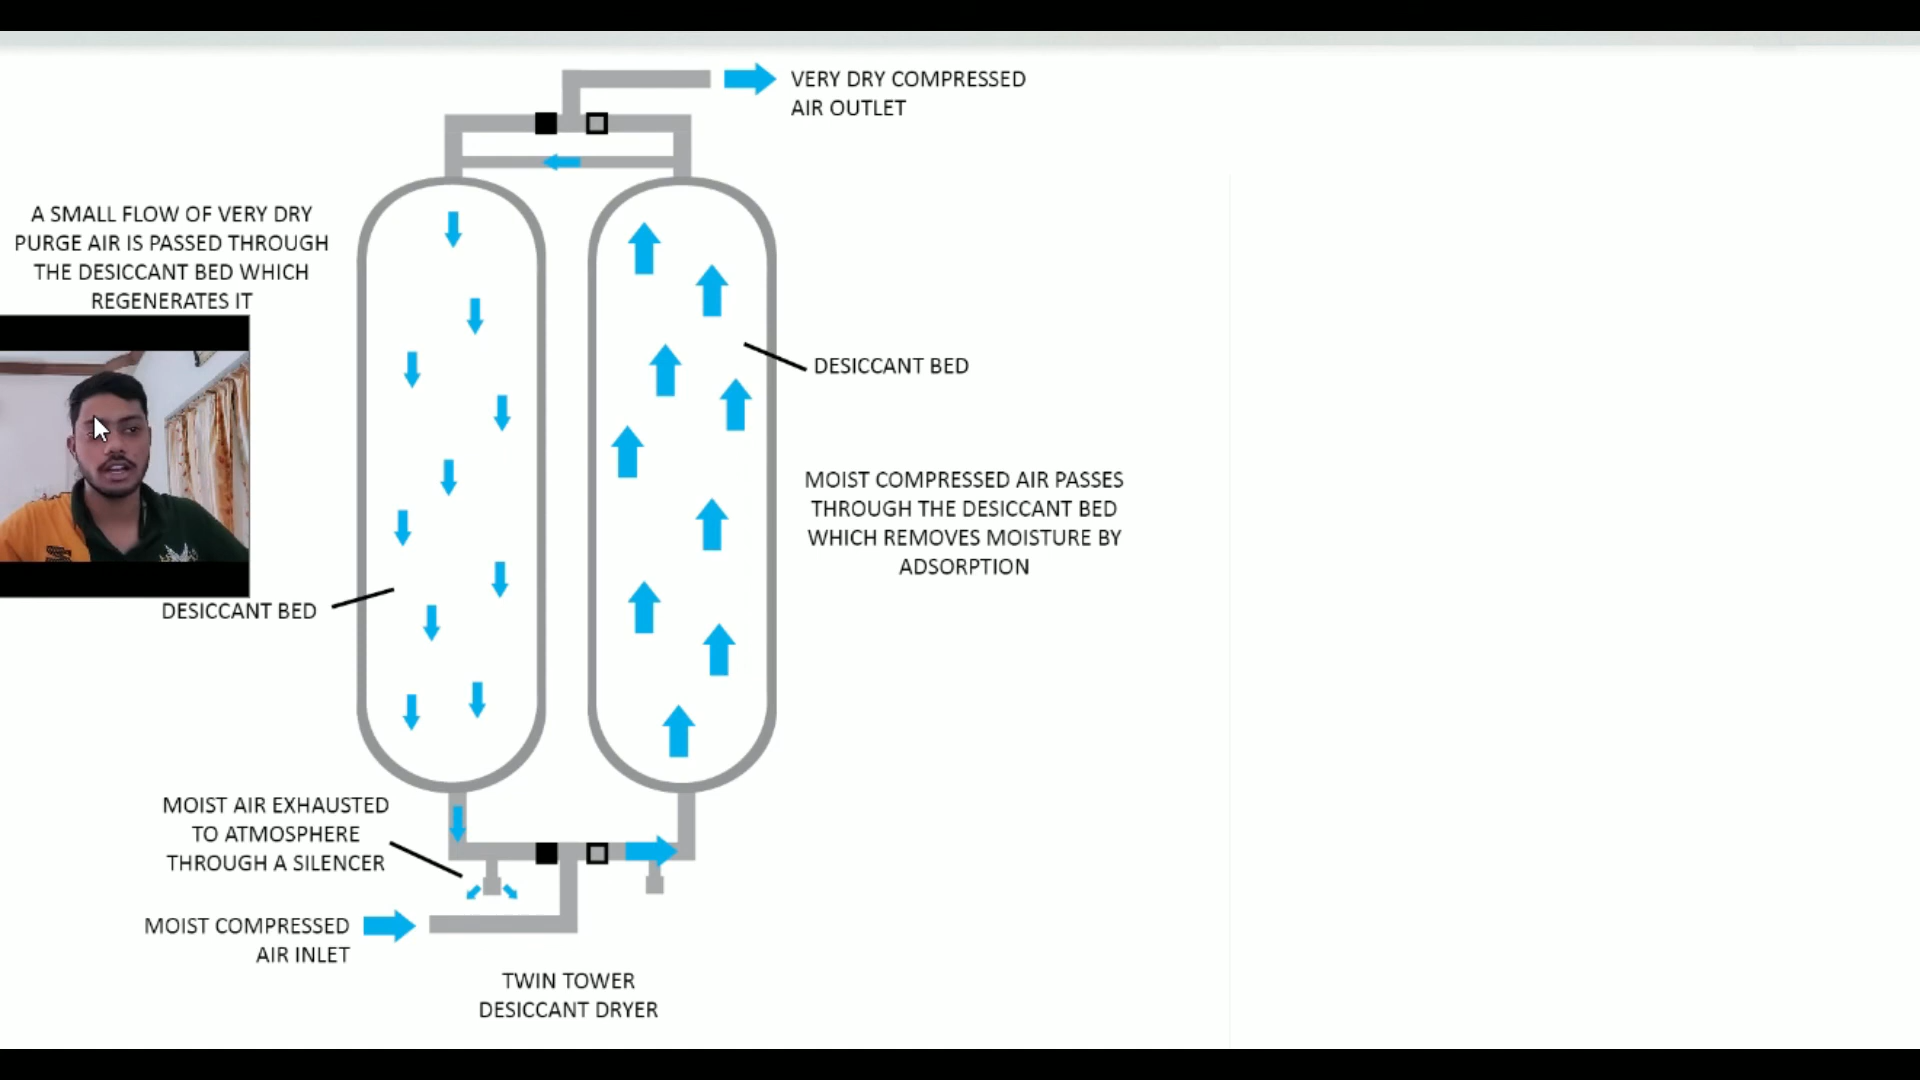 VERY DRY COMPRESSED
AIR OUTLET
A SMALL FLOW OF VERY DRY
PURGE AIR IS PASSED THROUGH
THE DESICCANT BED WHICH
REGENERATES IT
DESICCANT BED
MOIST COMPRESSED AIR PASSES
THROUGH THE DESICCANT BED
WHICH REMOVES MOISTURE BY
ADSORPTION
DESICCANT BED
MOIST AIR EXHAUSTED
TO ATMOSPHERE
THROUGH A SILENCER
MOIST COMPRESSED
AIR INLET
TWIN TOWER
DESICCANT DRYER